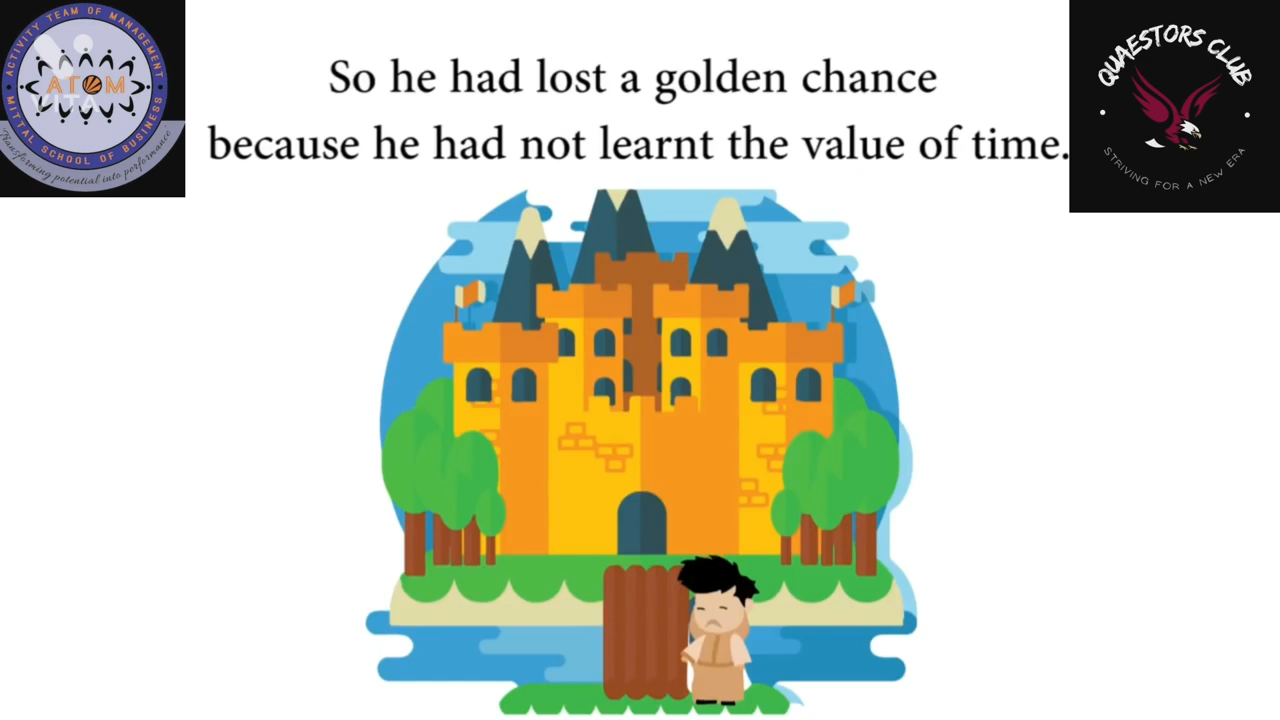 ACTIVITY TEAM OF MANAGEMENT
ATOM
VITA
MITTAL SCHOOL OF BUSINESS
Transforming potential into performance
So he had lost a golden chance
because he had not learnt the value of time.
QUAESTORS CLUB
STRIVING FOR A NEW ERA